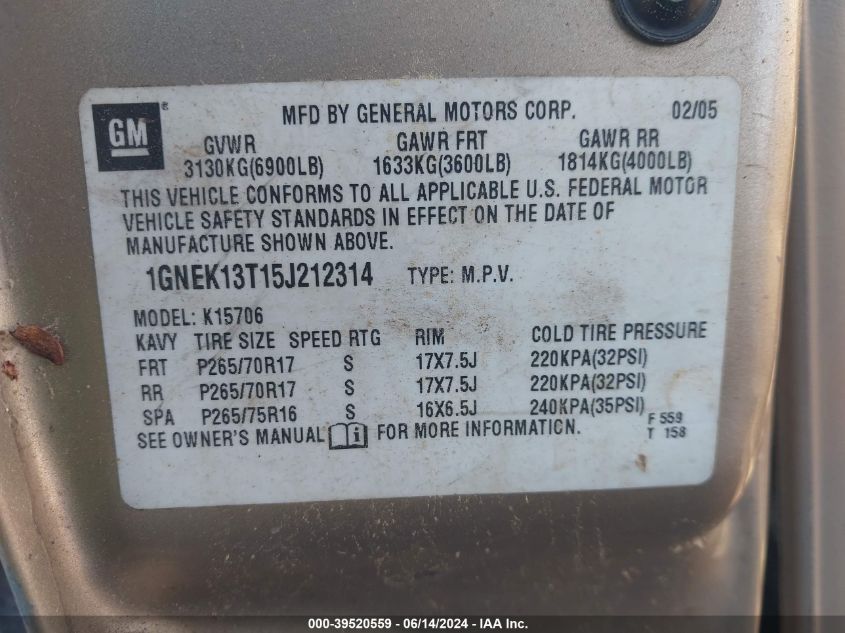 GM ® MFD BY GENERAL MOTORS CORP. 02/05
GVWR GAWR FRT GAWR RR
3130KG(6900LB) 1633KG(3600LB) 1814KG(4000LB)
THIS VEHICLE CONFORMS TO ALL APPLICABLE U.S. FEDERAL MOTOR
VEHICLE SAFETY STANDARDS IN EFFECT ON THE DATE OF
MANUFACTURE SHOWN ABOVE.
1GNEK13T15J212314 TYPE: M.P.V.
MODEL: K15706
KAVY TIRE SIZE SPEED RTG RIM COLD TIRE PRESSURE
FRT P265/70R17 S 17X7.5J 220KPA(32PSI)
RR P265/70R17 S 17X7.5J 220KPA(32PSI)
SPA P265/75R16 S 16X6.5J 240KPA(35PSI) F 559
SEE OWNER'S MANUAL i FOR MORE INFORMATION. T 158
000-39520559 - 06/14/2024 - IAA Inc.